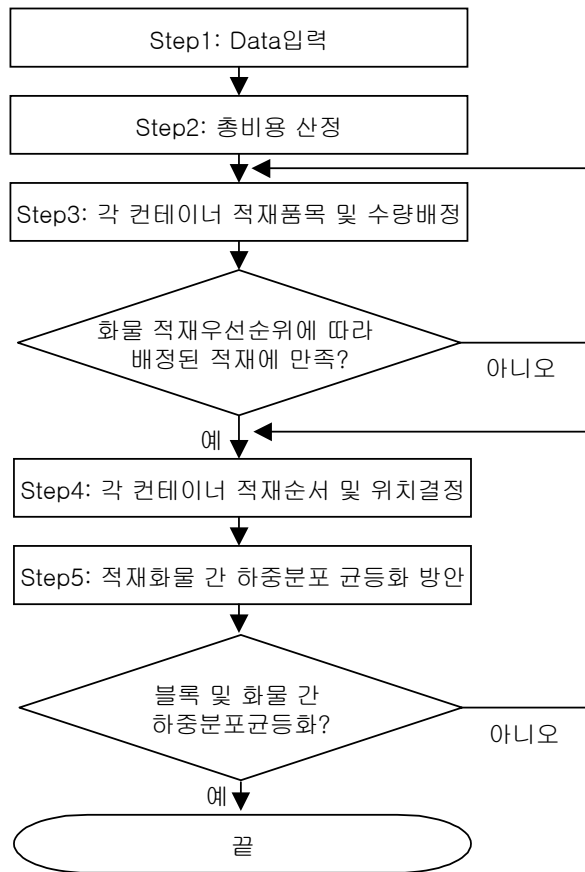 Step1: Data입력
Step2: 총비용 산정
Step3: 각 컨테이너 적재품목 및 수량배정
화물 적재우선순위에 따라
배정된 적재에 만족?
아니오
예
Step4: 각 컨테이너 적재순서 및 위치결정
Step5: 적재화물 간 하중분포 균등화 방안
블록 및 화물 간
하중분포균등화?
아니오
예
끝